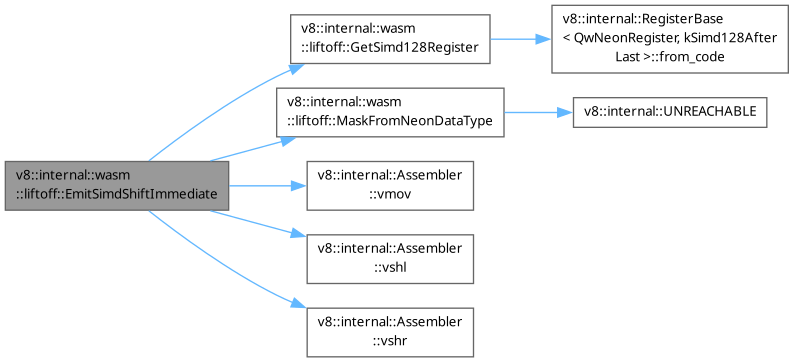 v8::internal::wasm
::liftoff::EmitSimdShiftImmediate
v8::internal::wasm
::liftoff::GetSimd128Register
v8::internal::RegisterBase
< QwNeonRegister, kSimd128After
Last >::from_code
v8::internal::wasm
::liftoff::MaskFromNeonDataType
v8::internal::UNREACHABLE
v8::internal::Assembler
::vmov
v8::internal::Assembler
::vshl
v8::internal::Assembler
::vshr